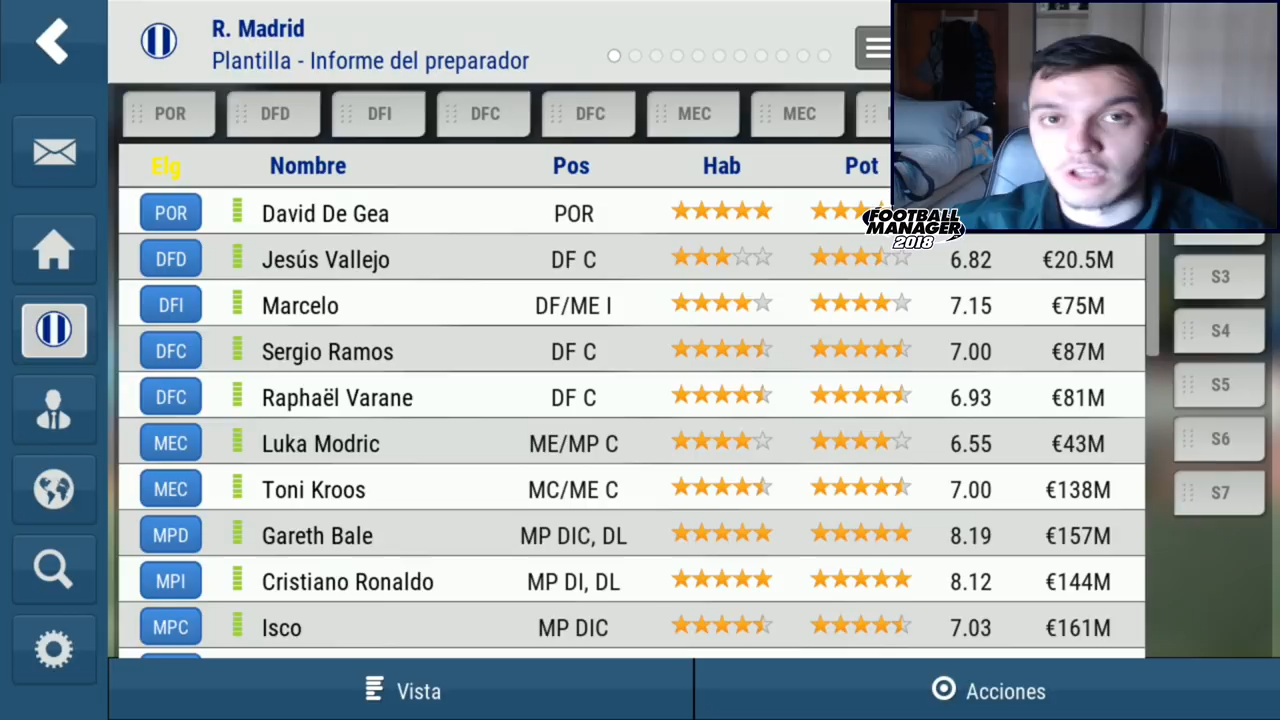 R. Madrid
Plantilla - Informe del preparador
POR DFD DFI DFC DFC MEC MEC
Elg Nombre Pos Hab Pot
FOOTBALL MANAGER 2018
POR David De Gea POR
DFD Jesús Vallejo DF C 6.82 €20.5M
S3
DFI Marcelo DF/ME I 7.15 €75M
S4
DFC Sergio Ramos DF C 7.00 €87M
S5
DFC Raphaël Varane DF C 6.93 €81M
S6
MEC Luka Modric ME/MP C 6.55 €43M
MEC Toni Kroos MC/ME C 7.00 €138M
S7
MPD Gareth Bale MP DIC, DL 8.19 €157M
MPI Cristiano Ronaldo MP DI, DL 8.12 €144M
MPC Isco MP DIC 7.03 €161M
Vista Acciones